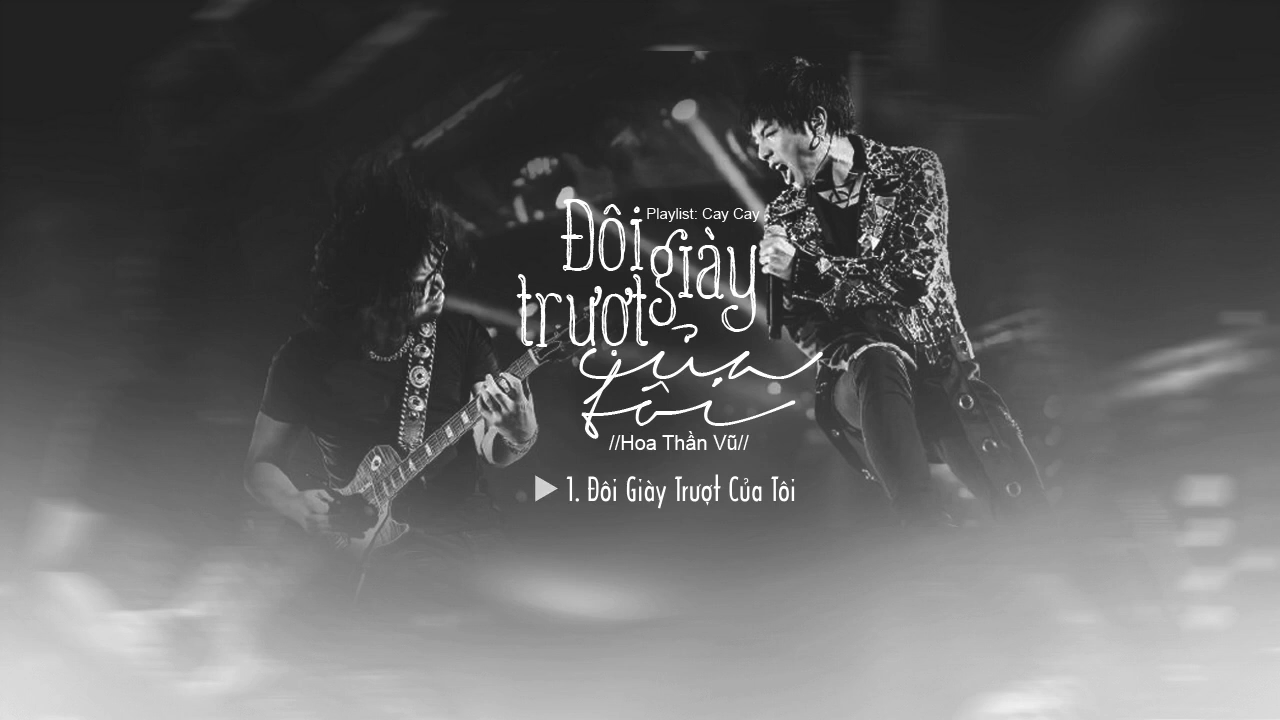 Playlist: Cay Cay
Đôi giày
trượt
của
tôi
//Hoa Thần Vũ//
1. Đôi Giày Trượt Của Tôi